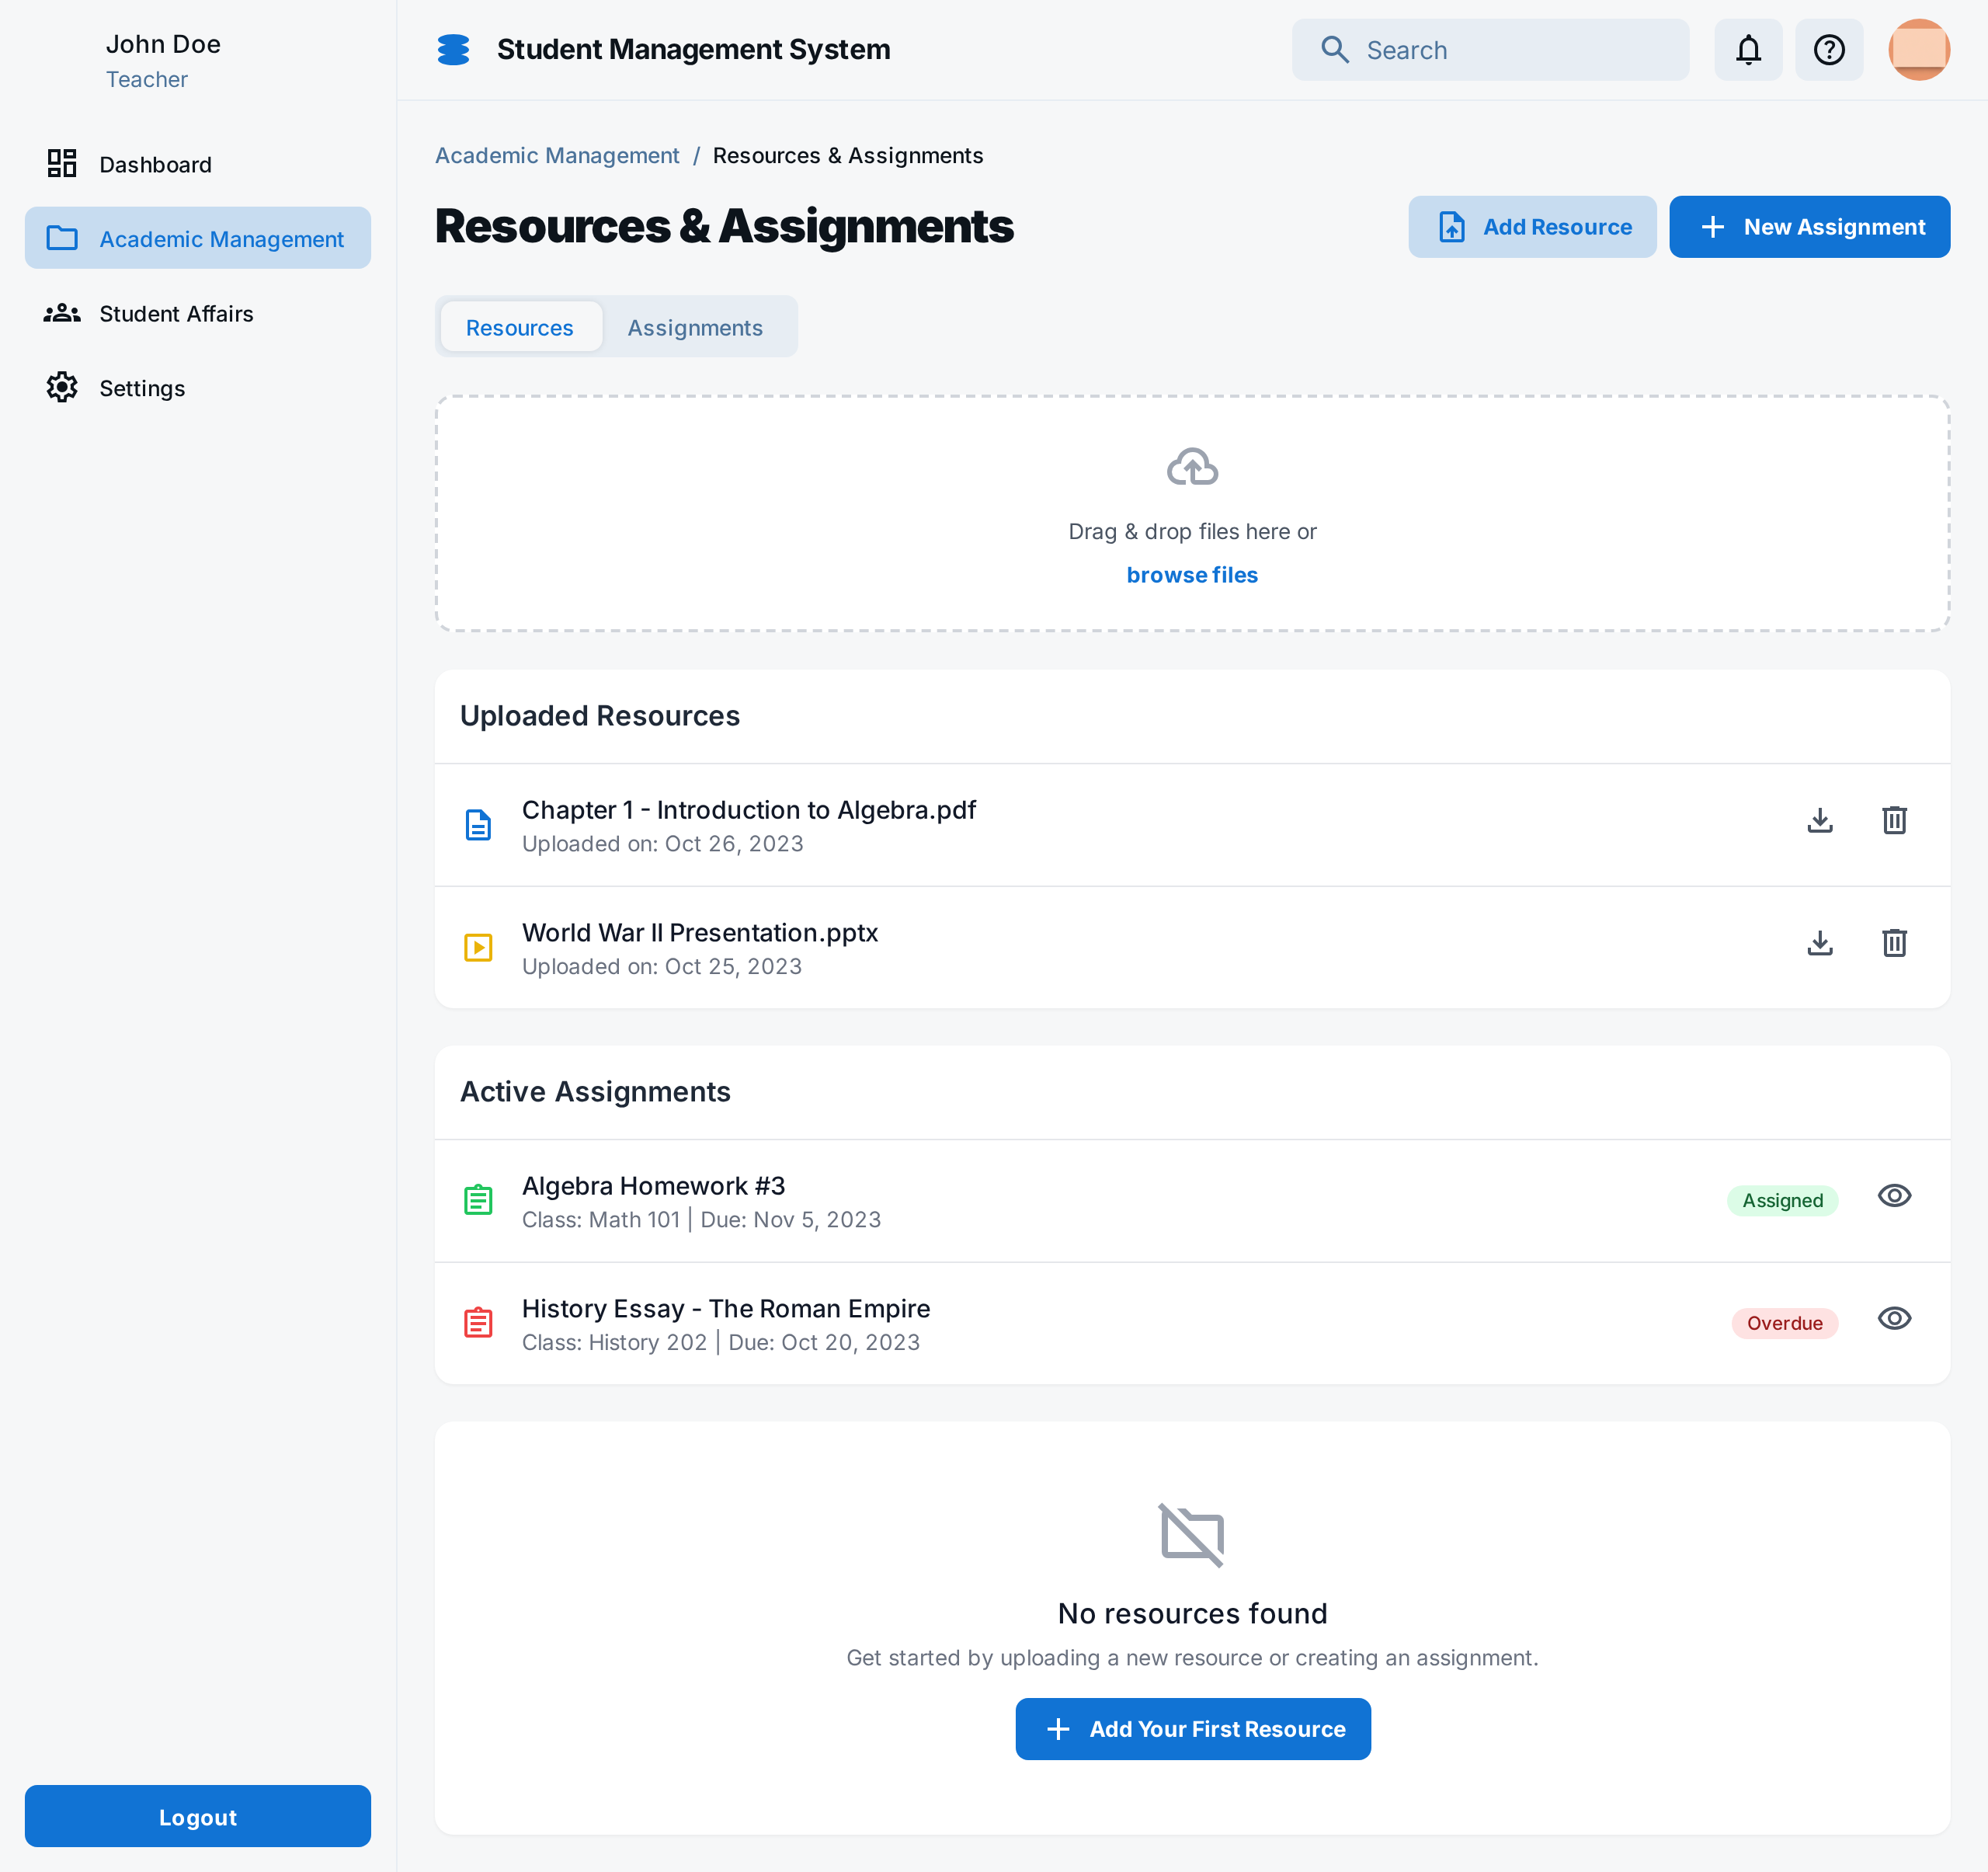 John Doe
Teacher
Dashboard
Academic Management
Student Affairs
Settings
Logout
Student Management System
Search
Academic Management / Resources & Assignments
Resources & Assignments
Add Resource
New Assignment
Resources
Assignments
Drag & drop files here or
browse files
Uploaded Resources
Chapter 1 - Introduction to Algebra.pdf
Uploaded on: Oct 26, 2023
World War II Presentation.pptx
Uploaded on: Oct 25, 2023
Active Assignments
Algebra Homework #3
Class: Math 101 | Due: Nov 5, 2023
Assigned
History Essay - The Roman Empire
Class: History 202 | Due: Oct 20, 2023
Overdue
No resources found
Get started by uploading a new resource or creating an assignment.
Add Your First Resource